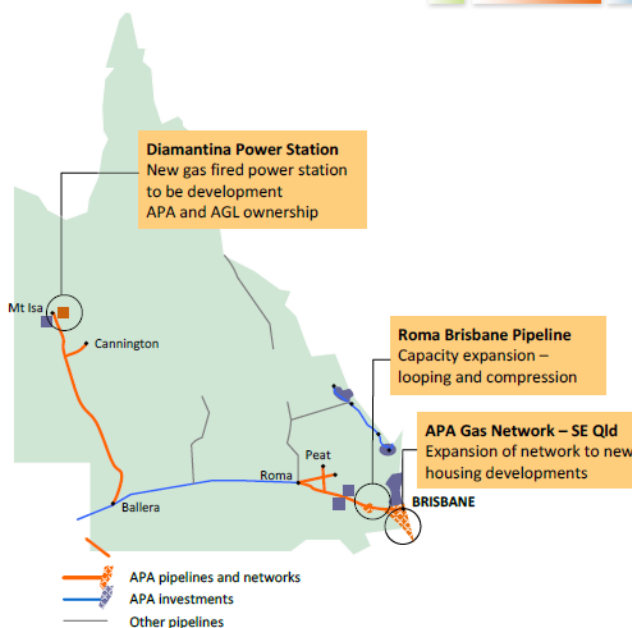 Diamantina Power Station
New gas fired power station
to be development
APA and AGL ownership
Mt Isa
Cannington
Roma Brisbane Pipeline
Capacity expansion –
looping and compression
APA Gas Network – SE Qld
Expansion of network to new
housing developments
Peat
Roma
BRISBANE
Ballera
APA pipelines and networks
APA investments
Other pipelines